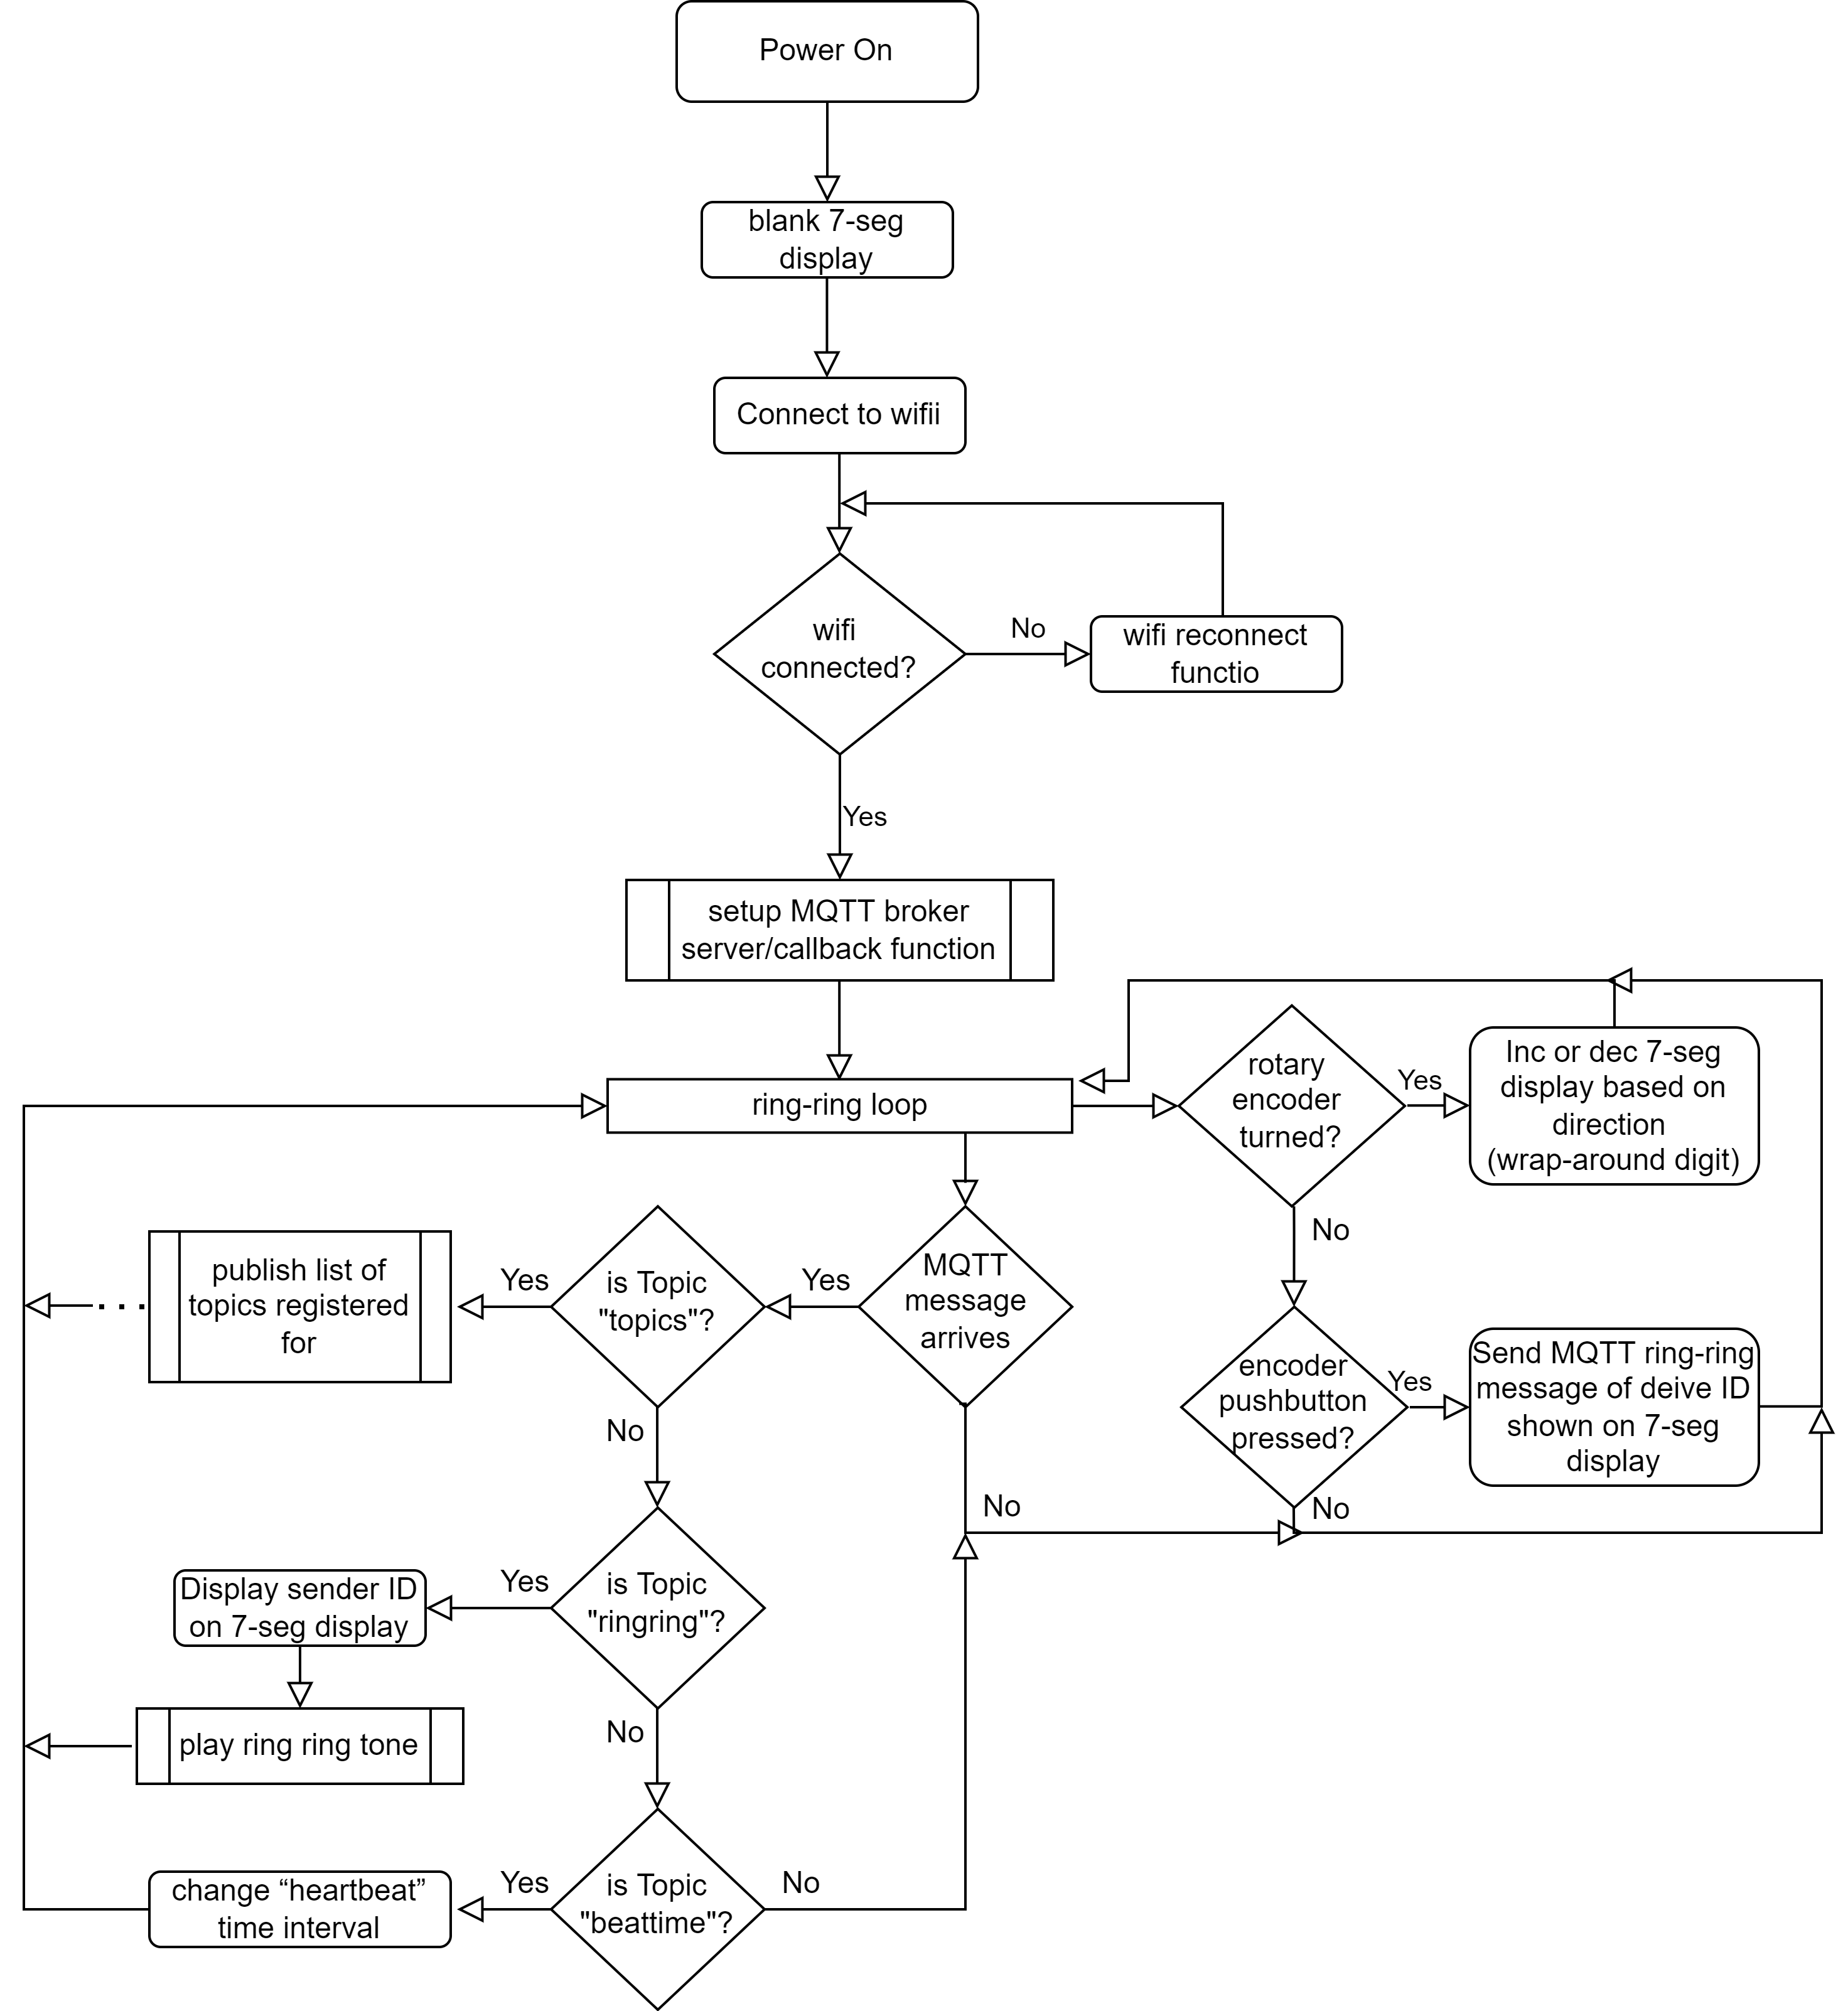 Power On
blank 7-seg
display
Connect to wifii
wifi
connected?
No
wifi reconnect
functio
Yes
setup MQTT broker
server/callback function
ring-ring loop
rotary
encoder
turned?
Yes
Inc or dec 7-seg
display based on
direction
(wrap-around digit)
No
encoder
pushbutton
pressed?
Yes
Send MQTT ring-ring
message of deive ID
shown on 7-seg
display
No
MQTT
message
arrives
Yes
No
is Topic
"topics"?
Yes
publish list of
topics registered
for
No
is Topic
"ringring"?
Yes
Display sender ID
on 7-seg display
play ring ring tone
No
is Topic
"beattime"?
Yes
change “heartbeat”
time interval
No